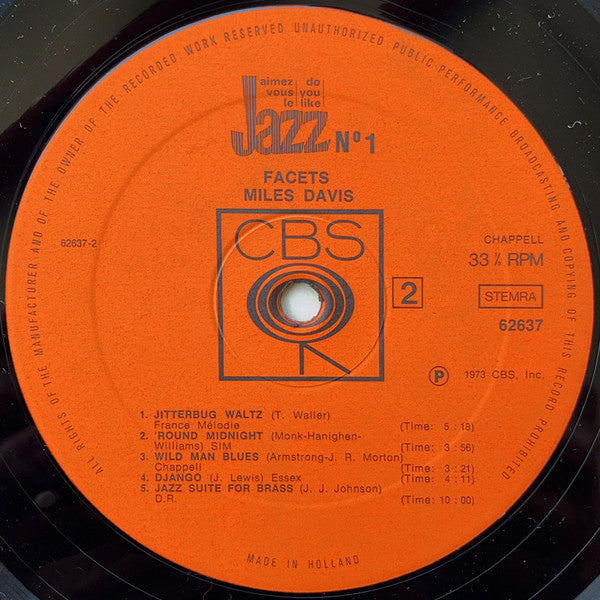 ALL RIGHTS OF THE MANUFACTURER AND OF THE OWNER OF THE RECORDED WORK RESERVED UNAUTHORIZED PUBLIC PERFORMANCE BROADCASTING AND COPYING OF THIS RECORD PROHIBITED
aimez do
vous you
le like
Jazz Nº1
FACETS
MILES DAVIS
62637-2
CBS
2
CHAPPELL
33 ⅓ RPM
STEMRA
62637
Ⓟ 1973 CBS, Inc.
1. JITTERBUG WALTZ (T. Waller)
France Mélodie (Time: 5 : 18)
2. 'ROUND MIDNIGHT (Monk-Hanighen-
Williams) SIM (Time: 3 : 56)
3. WILD MAN BLUES (Armstrong-J. R. Morton)
Chappell (Time: 3 : 21)
4. DJANGO (J. Lewis) Essex (Time: 4 : 11)
5. JAZZ SUITE FOR BRASS (J. J. Johnson)
D.R. (Time: 10 : 00)
MADE IN HOLLAND